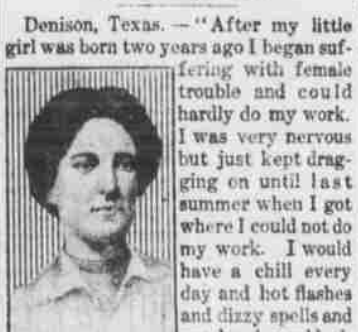 Denison, Texas. — "After my little
girl was born two years ago I began suf-
fering with female
trouble and could
hardly do my work.
I was very nervous
but just kept drag-
ging on until last
summer when I got
where I could not do
my work. I would
have a chill every
day and hot flashes
and dizzy spells and